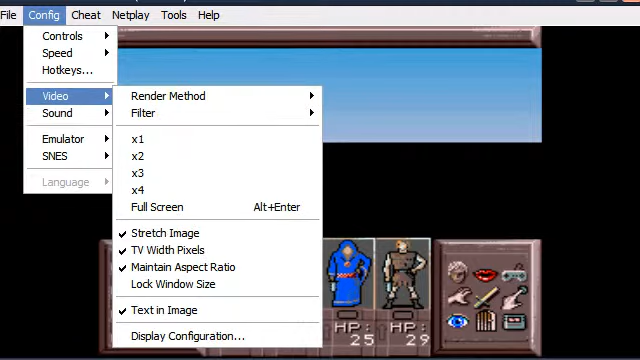 File Config Cheat Netplay Tools Help
Controls
Speed
Hotkeys...
Video
Sound
Emulator
SNES
Language
Render Method
Filter
x1
x2
x3
x4
Full Screen Alt+Enter
Stretch Image
TV Width Pixels
Maintain Aspect Ratio
Lock Window Size
Text in Image
Display Configuration...
HP: HP:
25 29